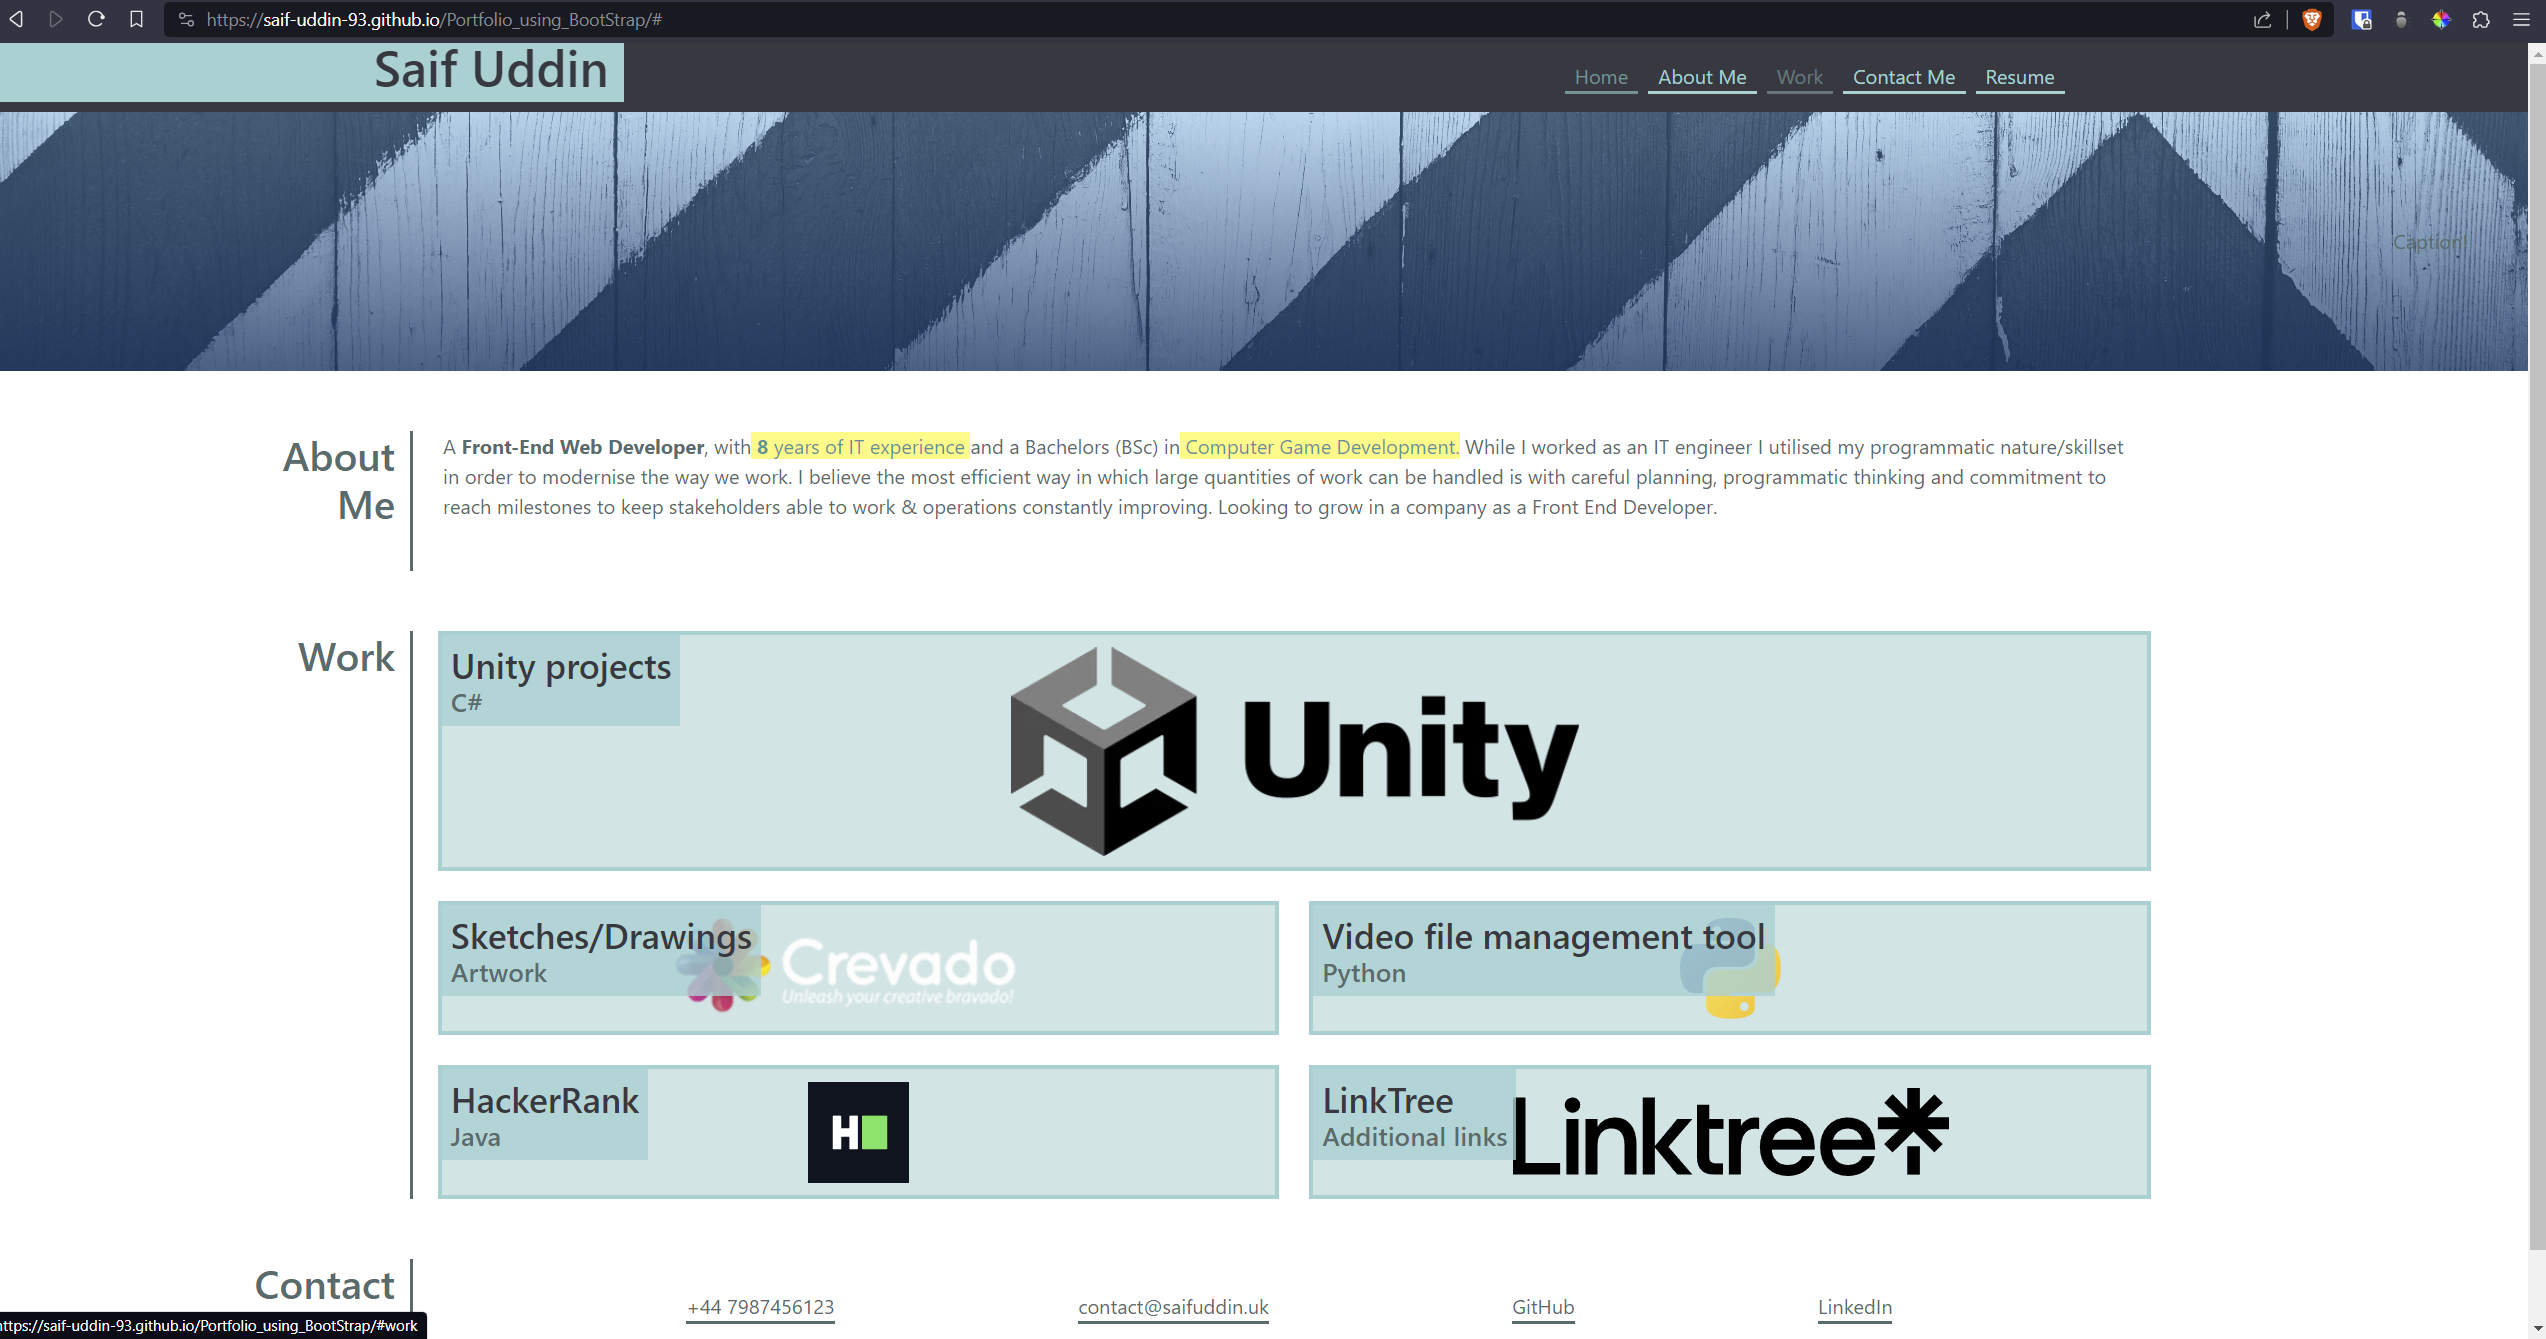 https://saif-uddin-93.github.io/Portfolio_using_BootStrap/#
Saif Uddin
Home About Me Work Contact Me Resume
Caption!
About
Me
A Front-End Web Developer, with 8 years of IT experience and a Bachelors (BSc) in Computer Game Development. While I worked as an IT engineer I utilised my programmatic nature/skillset
in order to modernise the way we work. I believe the most efficient way in which large quantities of work can be handled is with careful planning, programmatic thinking and commitment to
reach milestones to keep stakeholders able to work & operations constantly improving. Looking to grow in a company as a Front End Developer.
Work
Unity projects
C#
Unity
Sketches/Drawings
Artwork
Crevado
Unleash your creative bravado!
Video file management tool
Python
HackerRank
Java
H
LinkTree
Additional links
Linktree
Contact
+44 7987456123 contact@saifuddin.uk GitHub LinkedIn
https://saif-uddin-93.github.io/Portfolio_using_BootStrap/#work